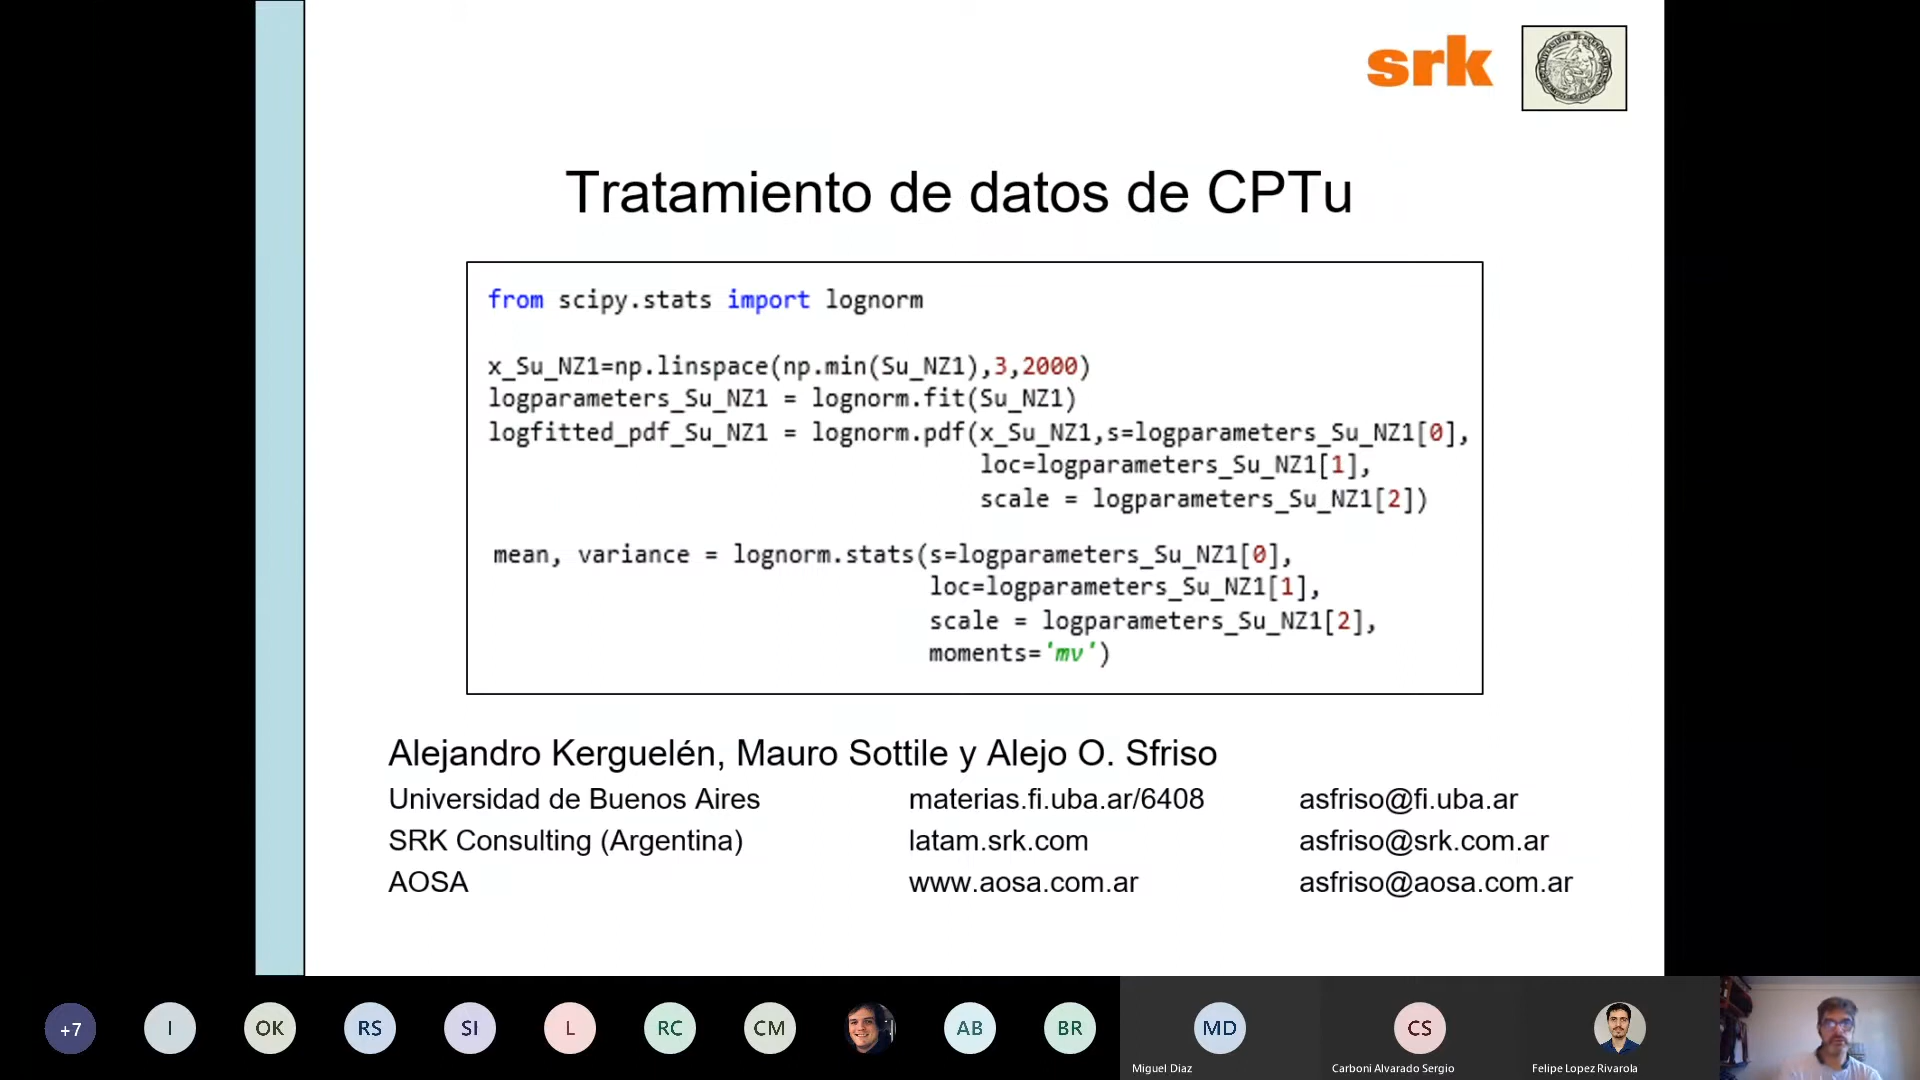 srk
Tratamiento de datos de CPTu
from scipy.stats import lognorm
x_Su_NZ1=np.linspace(np.min(Su_NZ1),3,2000)
logparameters_Su_NZ1 = lognorm.fit(Su_NZ1)
logfitted_pdf_Su_NZ1 = lognorm.pdf(x_Su_NZ1,s=logparameters_Su_NZ1[0],
loc=logparameters_Su_NZ1[1],
scale = logparameters_Su_NZ1[2])
mean, variance = lognorm.stats(s=logparameters_Su_NZ1[0],
loc=logparameters_Su_NZ1[1],
scale = logparameters_Su_NZ1[2],
moments='mv')
Alejandro Kerguelén, Mauro Sottile y Alejo O. Sfriso
Universidad de Buenos Aires materias.fi.uba.ar/6408 asfriso@fi.uba.ar
SRK Consulting (Argentina) latam.srk.com asfriso@srk.com.ar
AOSA www.aosa.com.ar asfriso@aosa.com.ar
+7 I OK RS SI L RC CM AB BR MD CS
Miguel Diaz Carboni Alvarado Sergio Felipe Lopez Rivarola